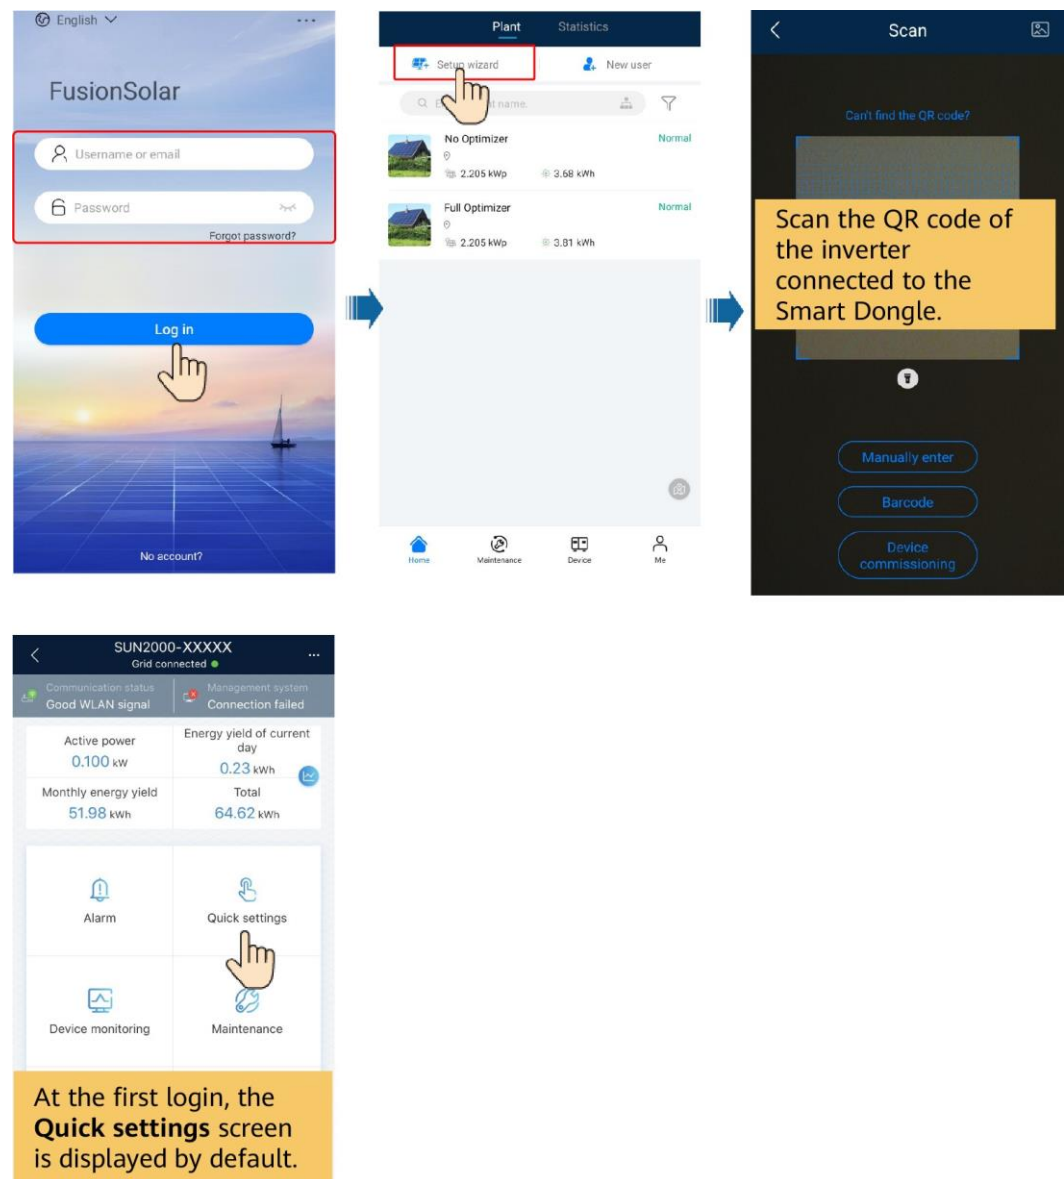 English
...
FusionSolar
Username or email
Password
Forgot password?
Log in
No account?
Plant Statistics
Setup wizard New user
name.
No Optimizer Normal
2.205 kWp 3.68 kWh
Full Optimizer Normal
2.205 kWp 3.81 kWh
Home Maintenance Device Me
Scan
Can't find the QR code?
Scan the QR code of
the inverter
connected to the
Smart Dongle.
Manually enter
Barcode
Device
commissioning
SUN2000-XXXXX
Grid connected
...
Communication status Management system
Good WLAN signal Connection failed
Active power Energy yield of current
day
0.100 kW 0.23 kWh
Monthly energy yield Total
51.98 kWh 64.62 kWh
Alarm Quick settings
Device monitoring Maintenance
At the first login, the
Quick settings screen
is displayed by default.